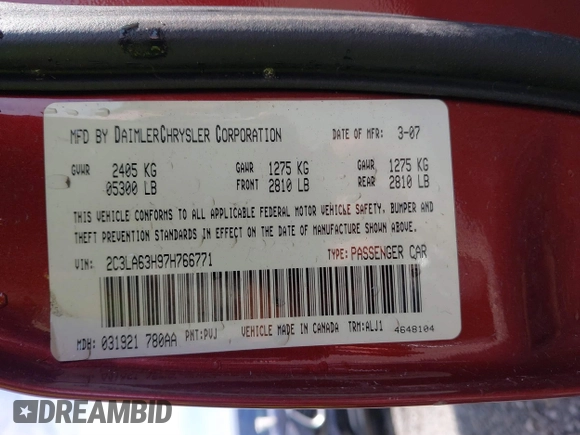 MFD BY DAIMLERCHRYSLER CORPORATION DATE OF MFR: 3-07
GVWR 2405 KG GAWR 1275 KG GAWR 1275 KG
05300 LB FRONT 2810 LB REAR 2810 LB
THIS VEHICLE CONFORMS TO ALL APPLICABLE FEDERAL MOTOR VEHICLE SAFETY, BUMPER AND
THEFT PREVENTION STANDARDS IN EFFECT ON THE DATE OF MANUFACTURE SHOWN ABOVE.
VIN: 2C3LA63H97H766771 TYPE: PASSENGER CAR
MDH: 031921 780AA PNT:PVJ VEHICLE MADE IN CANADA TRM:ALJ1 4648104
DREAMBID